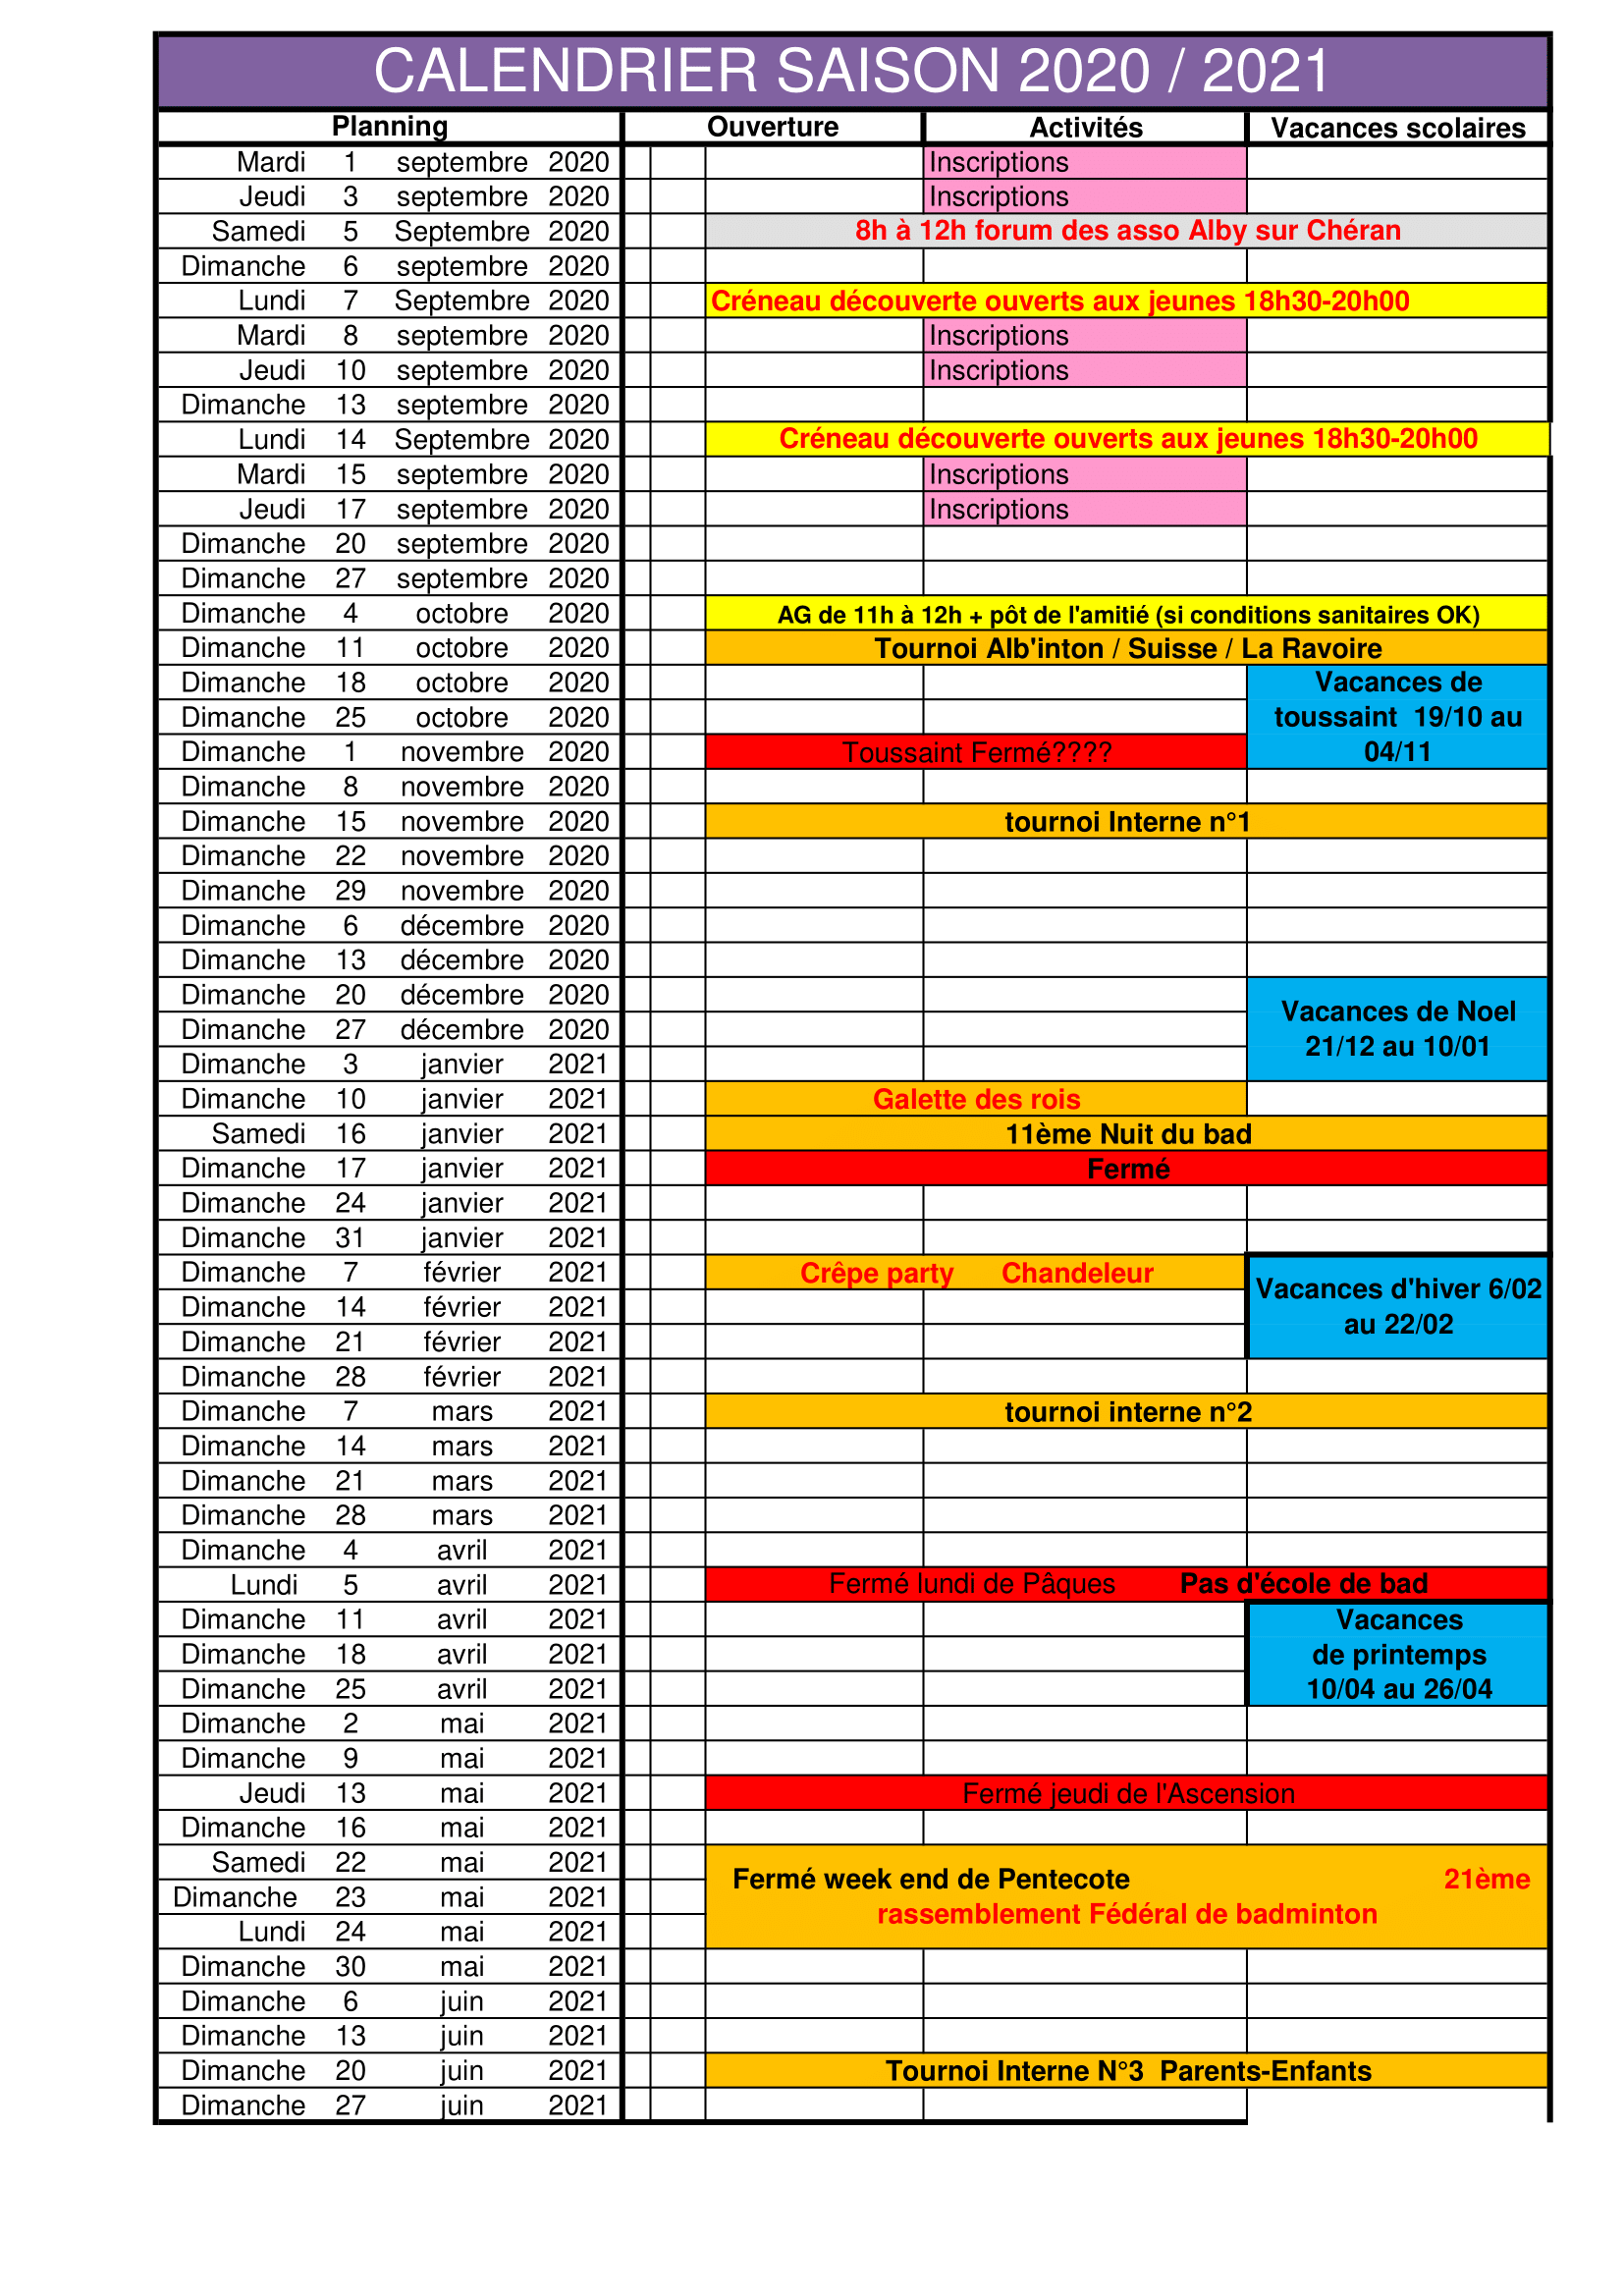 CALENDRIER SAISON 2020 / 2021
Planning Ouverture Activités Vacances scolaires
Mardi 1 septembre 2020 Inscriptions
Jeudi 3 septembre 2020 Inscriptions
Samedi 5 Septembre 2020 8h à 12h forum des asso Alby sur Chéran
Dimanche 6 septembre 2020
Lundi 7 Septembre 2020 Créneau découverte ouverts aux jeunes 18h30-20h00
Mardi 8 septembre 2020 Inscriptions
Jeudi 10 septembre 2020 Inscriptions
Dimanche 13 septembre 2020
Lundi 14 Septembre 2020 Créneau découverte ouverts aux jeunes 18h30-20h00
Mardi 15 septembre 2020 Inscriptions
Jeudi 17 septembre 2020 Inscriptions
Dimanche 20 septembre 2020
Dimanche 27 septembre 2020
Dimanche 4 octobre 2020 AG de 11h à 12h + pôt de l'amitié (si conditions sanitaires OK)
Dimanche 11 octobre 2020 Tournoi Alb'inton / Suisse / La Ravoire
Dimanche 18 octobre 2020 Vacances de
Dimanche 25 octobre 2020 toussaint 19/10 au
Dimanche 1 novembre 2020 Toussaint Fermé???? 04/11
Dimanche 8 novembre 2020
Dimanche 15 novembre 2020 tournoi Interne n°1
Dimanche 22 novembre 2020
Dimanche 29 novembre 2020
Dimanche 6 décembre 2020
Dimanche 13 décembre 2020
Dimanche 20 décembre 2020
Vacances de Noel
Dimanche 27 décembre 2020
21/12 au 10/01
Dimanche 3 janvier 2021
Dimanche 10 janvier 2021 Galette des rois
Samedi 16 janvier 2021 11ème Nuit du bad
Dimanche 17 janvier 2021 Fermé
Dimanche 24 janvier 2021
Dimanche 31 janvier 2021
Dimanche 7 février 2021 Crêpe party Chandeleur
Vacances d'hiver 6/02
Dimanche 14 février 2021
au 22/02
Dimanche 21 février 2021
Dimanche 28 février 2021
Dimanche 7 mars 2021 tournoi interne n°2
Dimanche 14 mars 2021
Dimanche 21 mars 2021
Dimanche 28 mars 2021
Dimanche 4 avril 2021
Lundi 5 avril 2021 Fermé lundi de Pâques Pas d'école de bad
Dimanche 11 avril 2021 Vacances
Dimanche 18 avril 2021 de printemps
Dimanche 25 avril 2021 10/04 au 26/04
Dimanche 2 mai 2021
Dimanche 9 mai 2021
Jeudi 13 mai 2021 Fermé jeudi de l'Ascension
Dimanche 16 mai 2021
Samedi 22 mai 2021
Fermé week end de Pentecote 21ème
Dimanche 23 mai 2021
rassemblement Fédéral de badminton
Lundi 24 mai 2021
Dimanche 30 mai 2021
Dimanche 6 juin 2021
Dimanche 13 juin 2021
Dimanche 20 juin 2021 Tournoi Interne N°3 Parents-Enfants
Dimanche 27 juin 2021